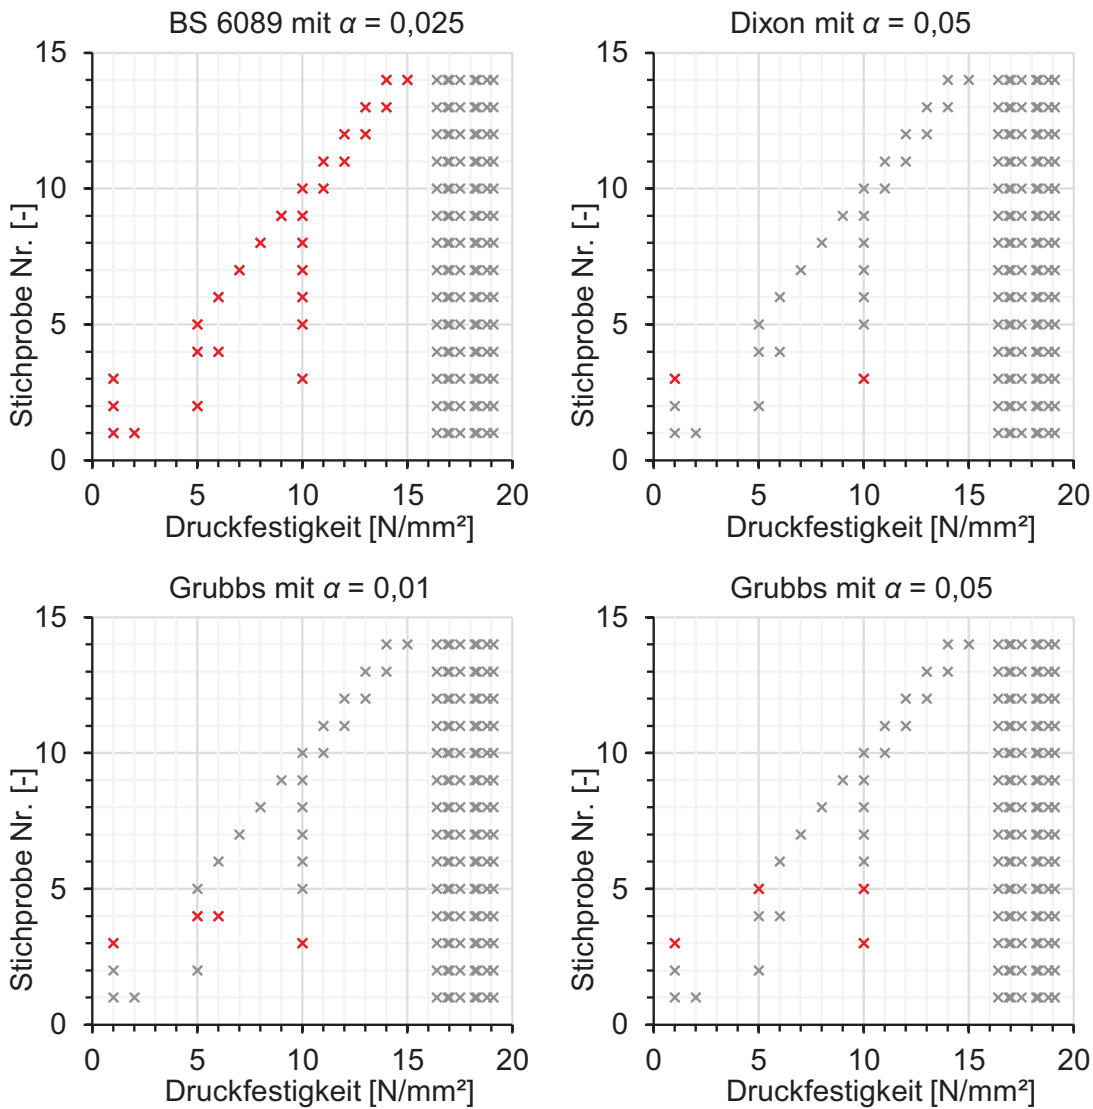 BS 6089 mit α = 0,025
15
10
5
0
Stichprobe Nr. [-]
0 5 10 15 20
Druckfestigkeit [N/mm²]
Dixon mit α = 0,05
15
10
5
0
Stichprobe Nr. [-]
0 5 10 15 20
Druckfestigkeit [N/mm²]
Grubbs mit α = 0,01
15
10
5
0
Stichprobe Nr. [-]
0 5 10 15 20
Druckfestigkeit [N/mm²]
Grubbs mit α = 0,05
15
10
5
0
Stichprobe Nr. [-]
0 5 10 15 20
Druckfestigkeit [N/mm²]